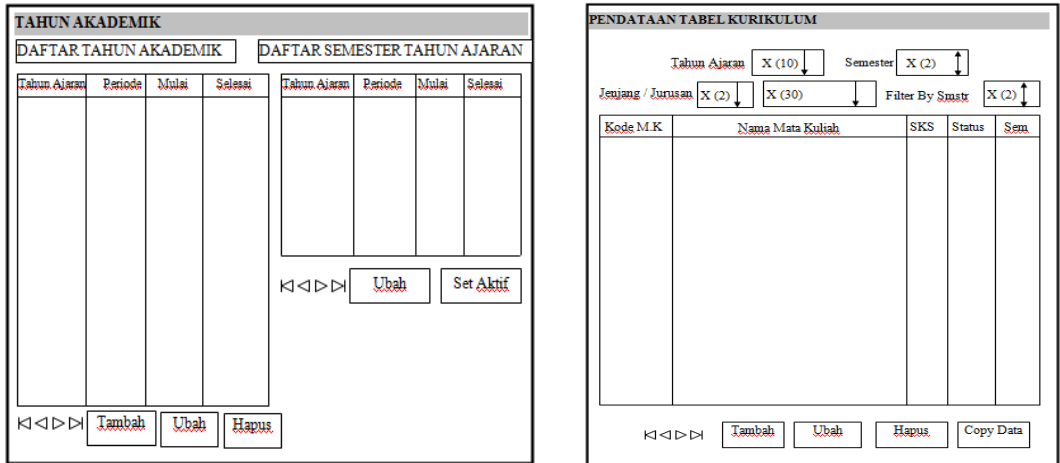 TAHUN AKADEMIK
DAFTAR TAHUN AKADEMIK
DAFTAR SEMESTER TAHUN AJARAN
Tahun Ajaran Periode Mulai Selesai
Tahun Ajaran Periode Mulai Selesai
Ubah Set Aktif
Tambah Ubah Hapus
PENDATAAN TABEL KURIKULUM
Tahun Ajaran X (10) Semester X (2)
Jenjang / Jurusan X (2) X (30) Filter By Smstr X (2)
Kode M.K Nama Mata Kuliah SKS Status Sem
Tambah Ubah Hapus Copy Data